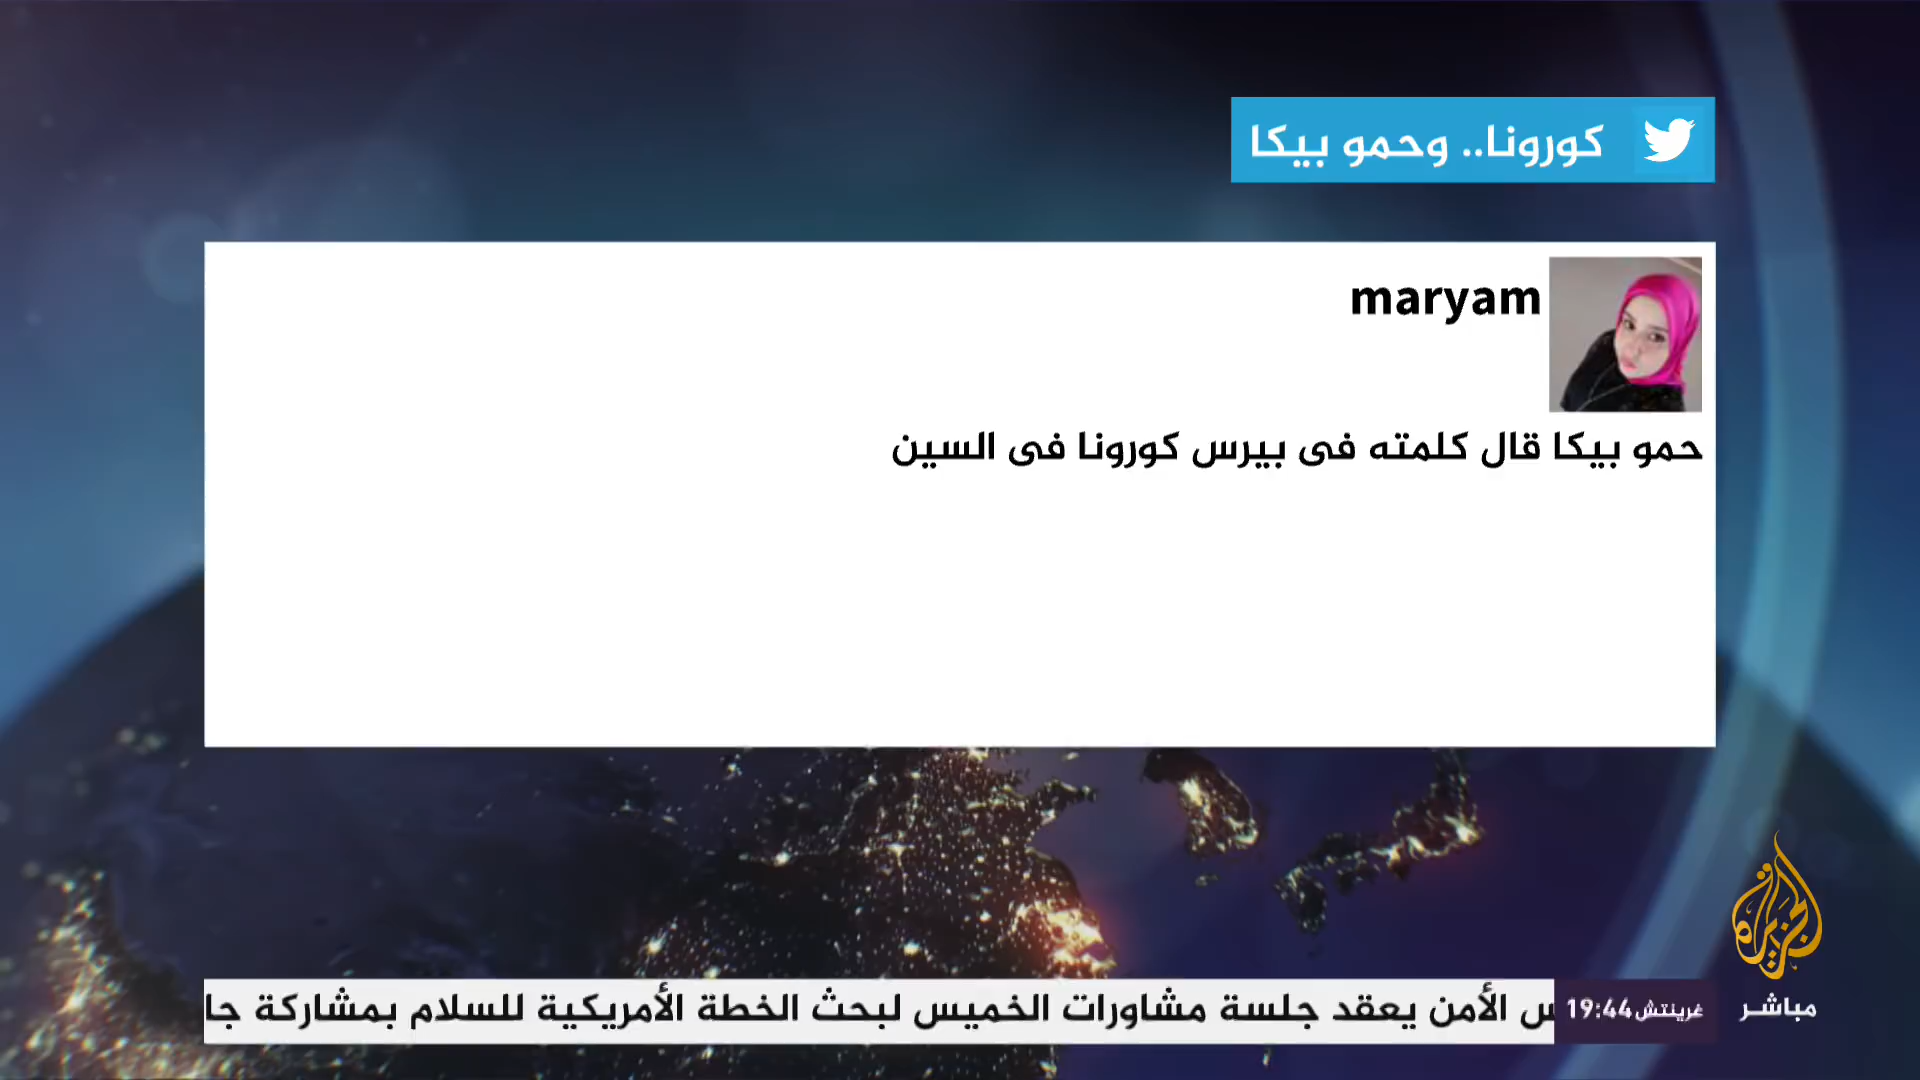 كورونا.. وحمو بيكا
maryam
حمو بيكا قال كلمته فى بيرس كورونا فى السين
الجزيرة
مباشر
غرينتش 19:44
س الأمن يعقد جلسة مشاورات الخميس لبحث الخطة الأمريكية للسلام بمشاركة جا